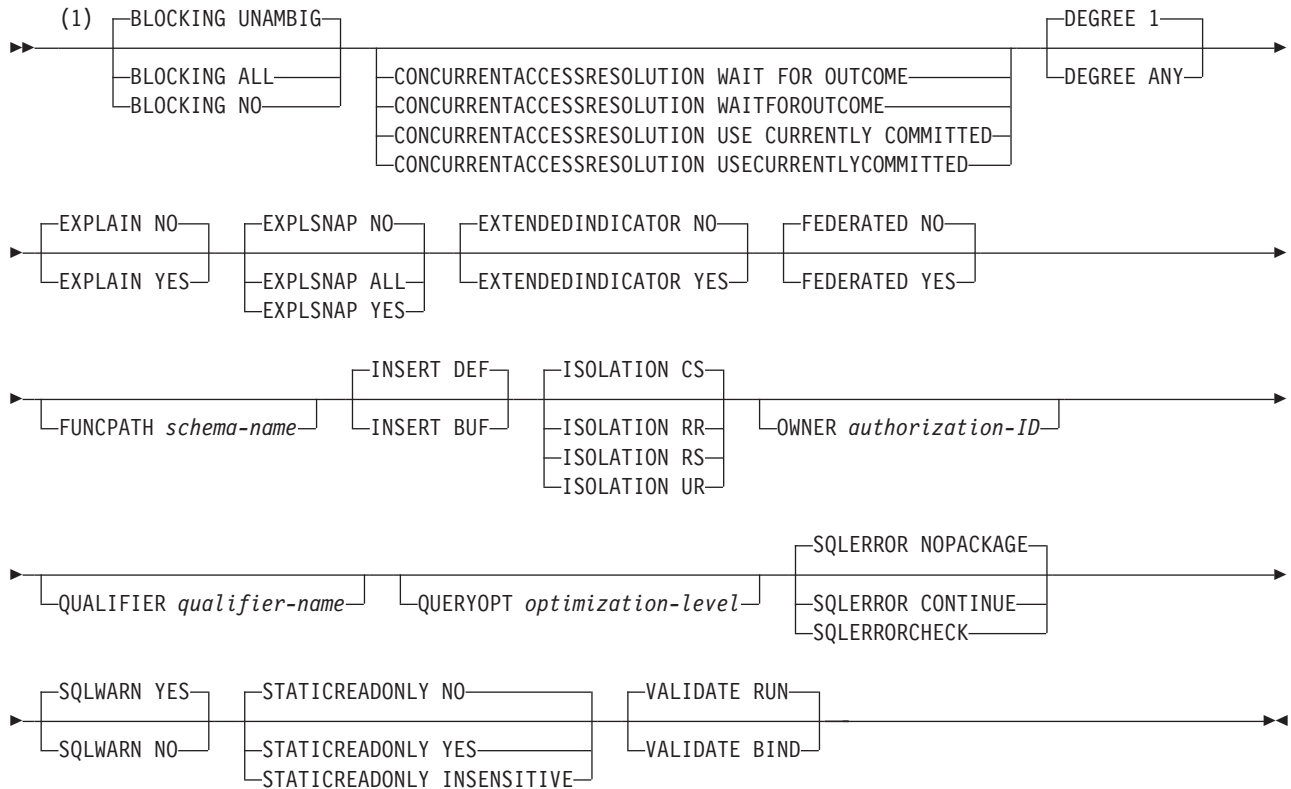 (1)
BLOCKING UNAMBIG
BLOCKING ALL
BLOCKING NO
CONCURRENTACCESSRESOLUTION WAIT FOR OUTCOME
CONCURRENTACCESSRESOLUTION WAITFOROUTCOME
CONCURRENTACCESSRESOLUTION USE CURRENTLY COMMITTED
CONCURRENTACCESSRESOLUTION USECURRENTLYCOMMITTED
DEGREE 1
DEGREE ANY
EXPLAIN NO
EXPLAIN YES
EXPLSNAP NO
EXPLSNAP ALL
EXPLSNAP YES
EXTENDEDINDICATOR NO
EXTENDEDINDICATOR YES
FEDERATED NO
FEDERATED YES
FUNCPATH schema-name
INSERT DEF
INSERT BUF
ISOLATION CS
ISOLATION RR
ISOLATION RS
ISOLATION UR
OWNER authorization-ID
QUALIFIER qualifier-name
QUERYOPT optimization-level
SQLERROR NOPACKAGE
SQLERROR CONTINUE
SQLERRORCHECK
SQLWARN YES
SQLWARN NO
STATICREADONLY NO
STATICREADONLY YES
STATICREADONLY INSENSITIVE
VALIDATE RUN
VALIDATE BIND